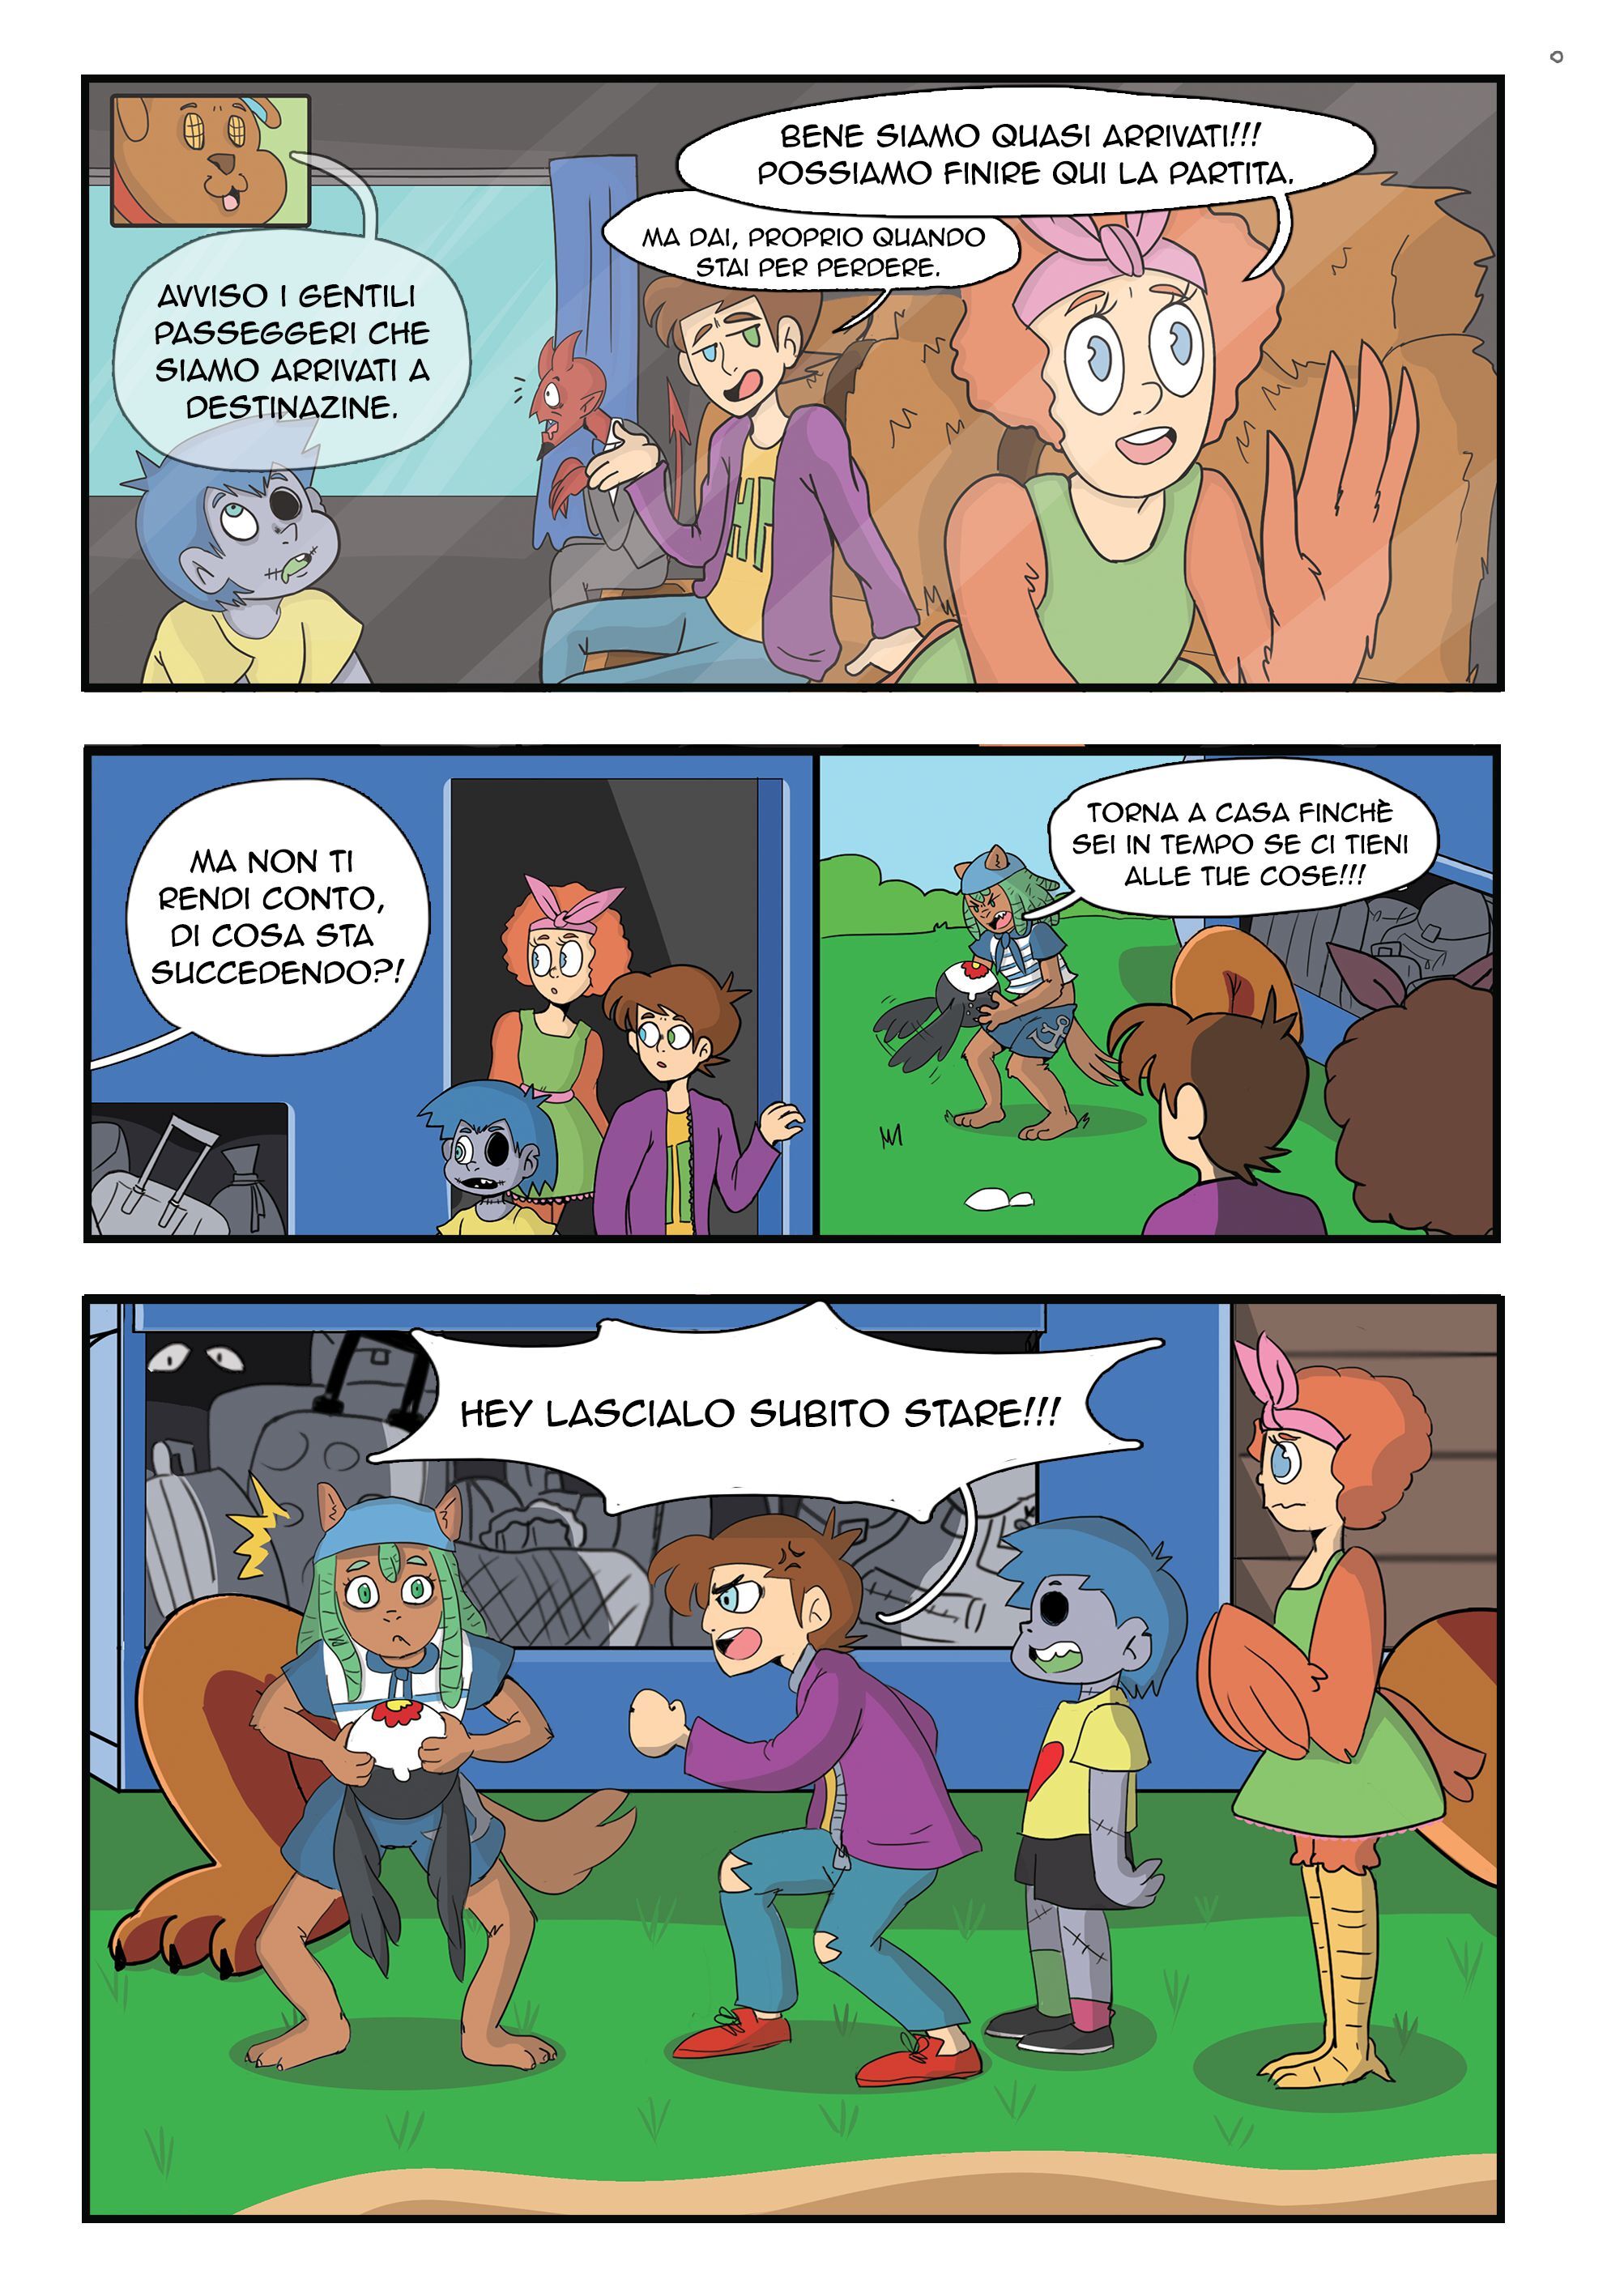 BENE SIAMO QUASI ARRIVATI!!!
POSSIAMO FINIRE QUI LA PARTITA.
MA DAI, PROPRIO QUANDO
STAI PER PERDERE.
AVVISO I GENTILI
PASSEGGERI CHE
SIAMO ARRIVATI A
DESTINAZINE.
MA NON TI
RENDI CONTO,
DI COSA STA
SUCCEDENDO?!
TORNA A CASA FINCHÈ
SEI IN TEMPO SE CI TIENI
ALLE TUE COSE!!!
HEY LASCIALO SUBITO STARE!!!